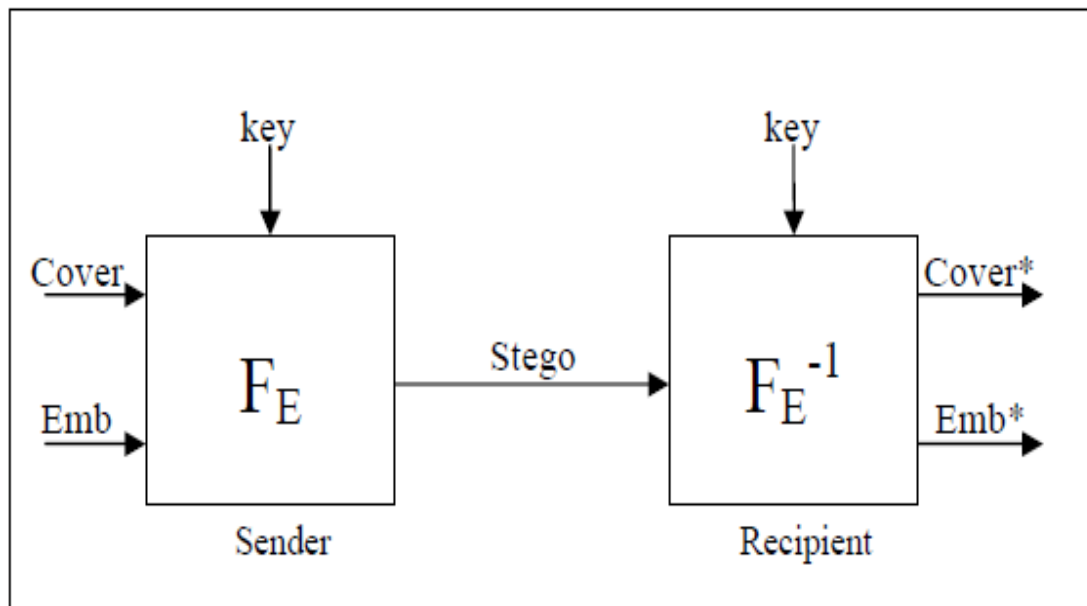 key
key
Cover
Cover*
Stego
F_E
F_E^-1
Emb
Emb*
Sender
Recipient